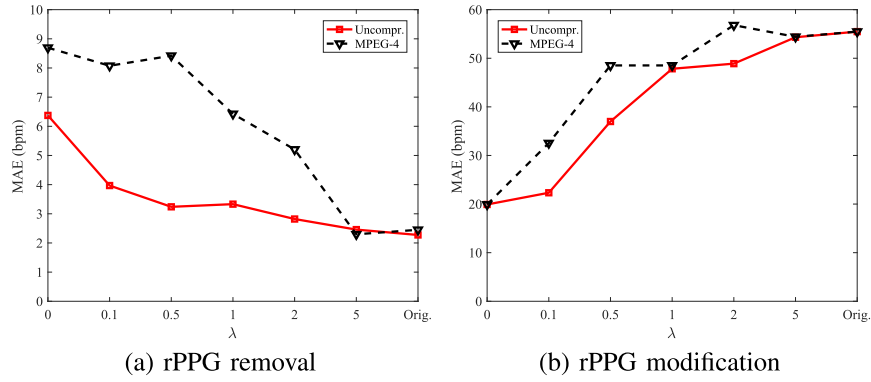 10
9
8
7
6
5
4
3
2
1
0
MAE (bpm)
Uncompr.
MPEG-4
0 0.1 0.5 1 2 5 Orig.
λ
(a) rPPG removal
60
50
40
30
20
10
0
MAE (bpm)
Uncompr.
MPEG-4
0 0.1 0.5 1 2 5 Orig.
λ
(b) rPPG modification